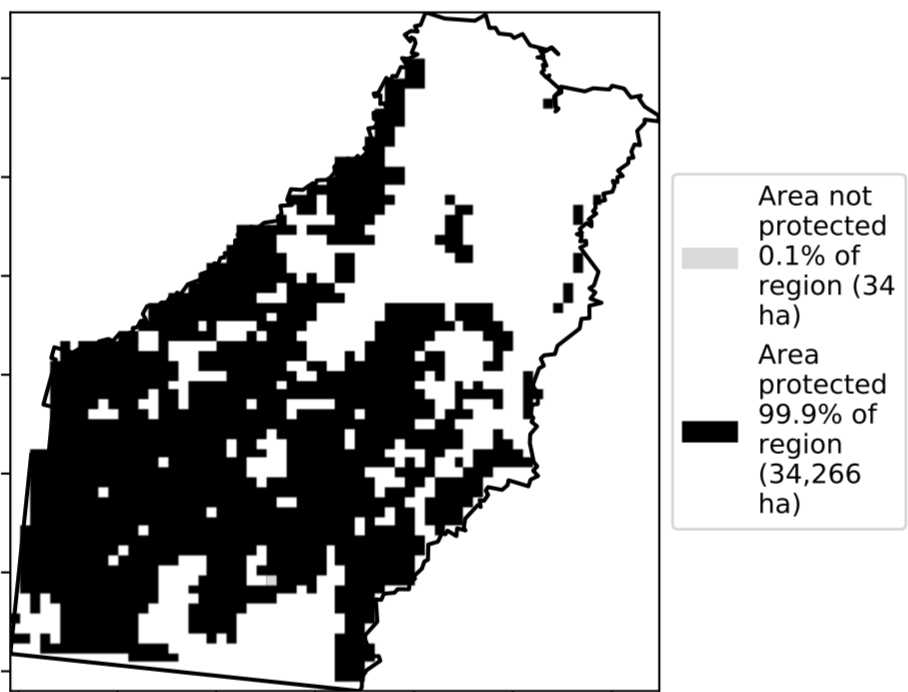 Area not
protected
0.1% of
region (34
ha)
Area
protected
99.9% of
region
(34,266
ha)